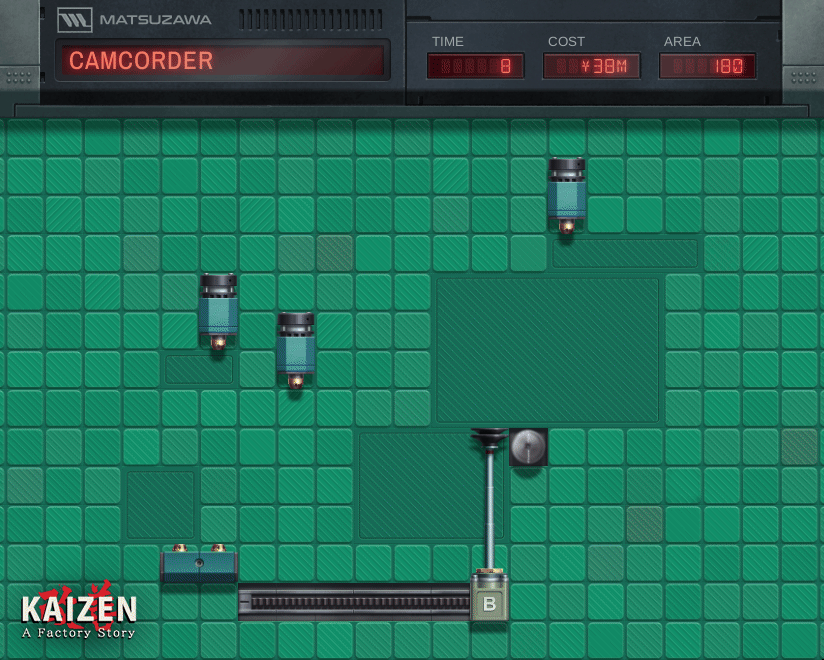 MATSUZAWA
CAMCORDER
TIME
8
COST
¥38M
AREA
180
B
KAIZEN
A Factory Story